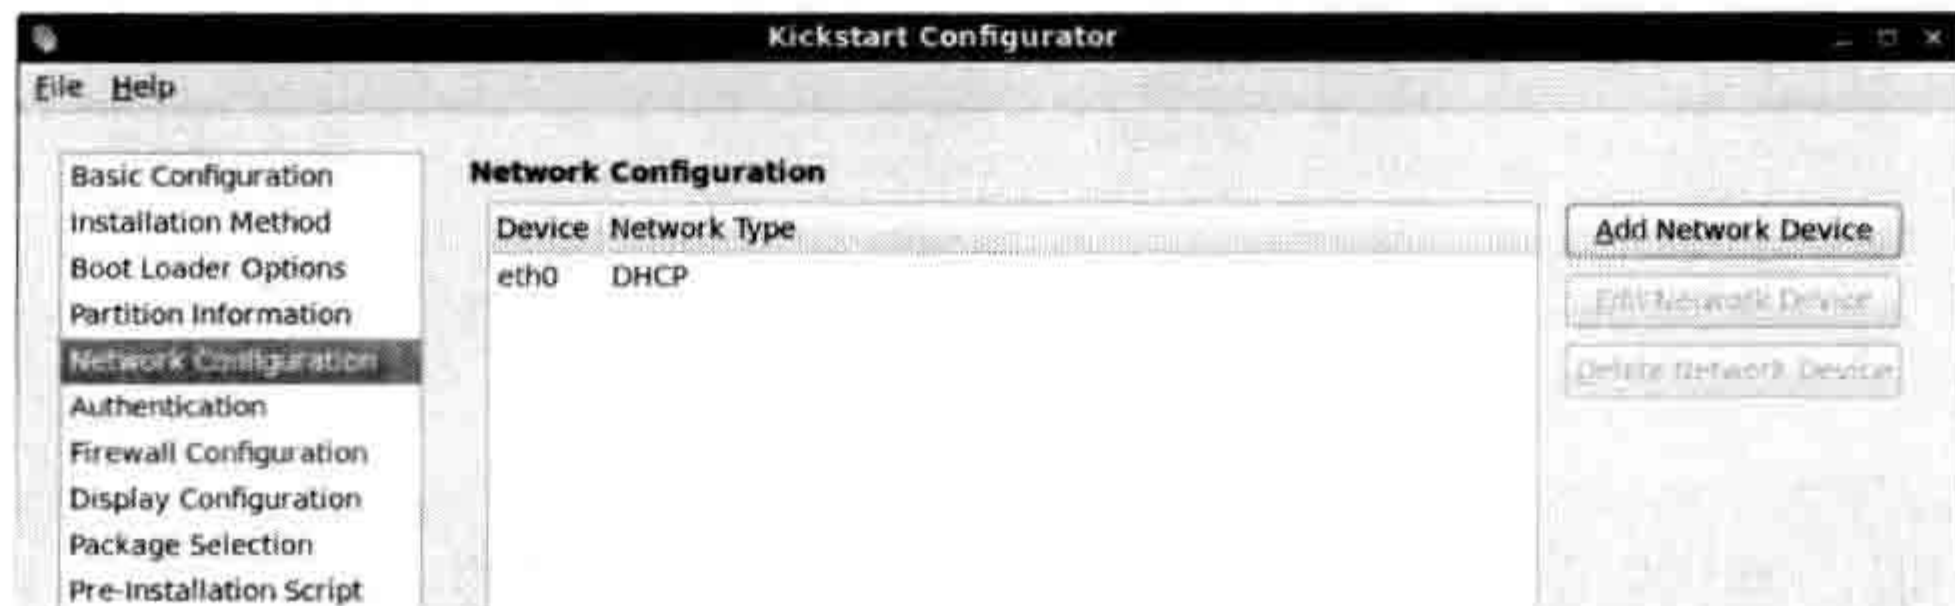 Kickstart Configurator
File Help
Basic Configuration
Installation Method
Boot Loader Options
Partition Information
Network Configuration
Authentication
Firewall Configuration
Display Configuration
Package Selection
Pre-Installation Script
Network Configuration
Device Network Type
eth0 DHCP
Add Network Device
Edit Network Device
Delete Network Device